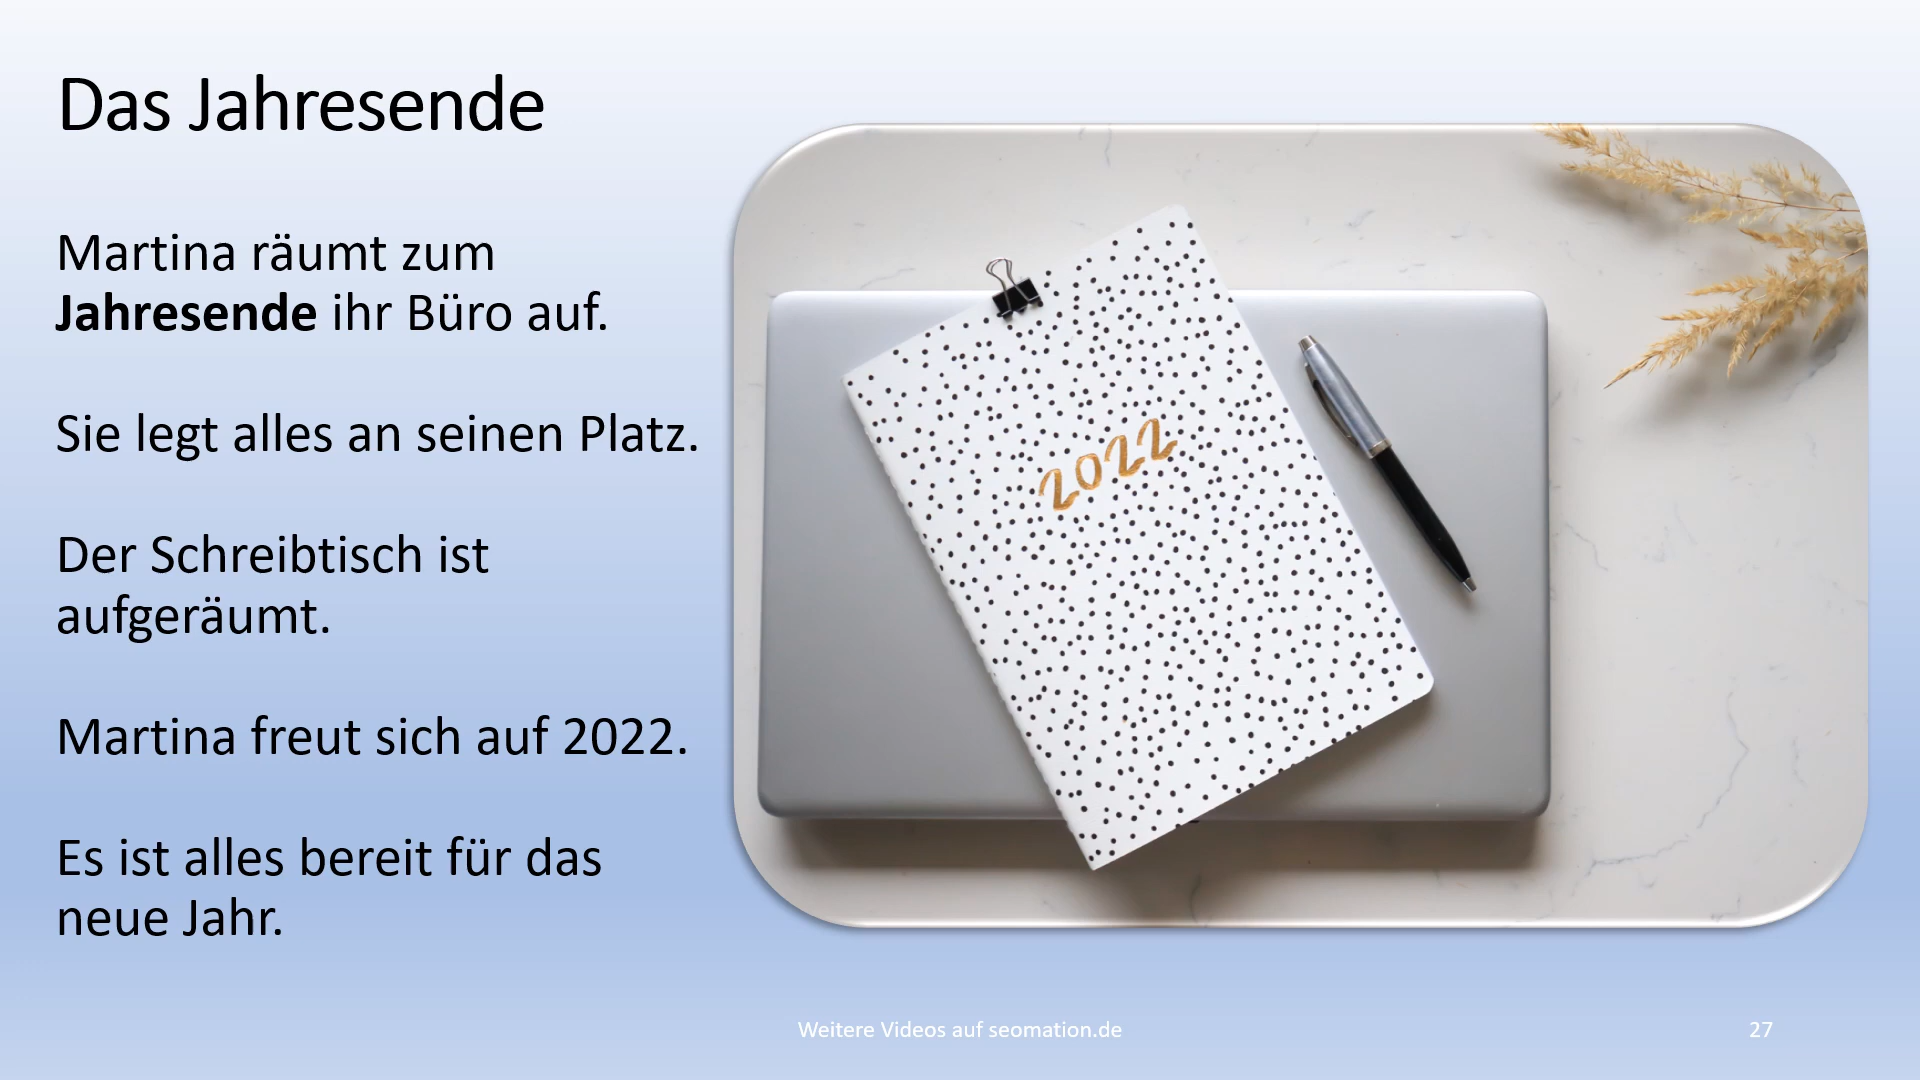 Das Jahresende
Martina räumt zum
Jahresende ihr Büro auf.
Sie legt alles an seinen Platz.
Der Schreibtisch ist
aufgeräumt.
Martina freut sich auf 2022.
Es ist alles bereit für das
neue Jahr.
2022
Weitere Videos auf seomation.de
27